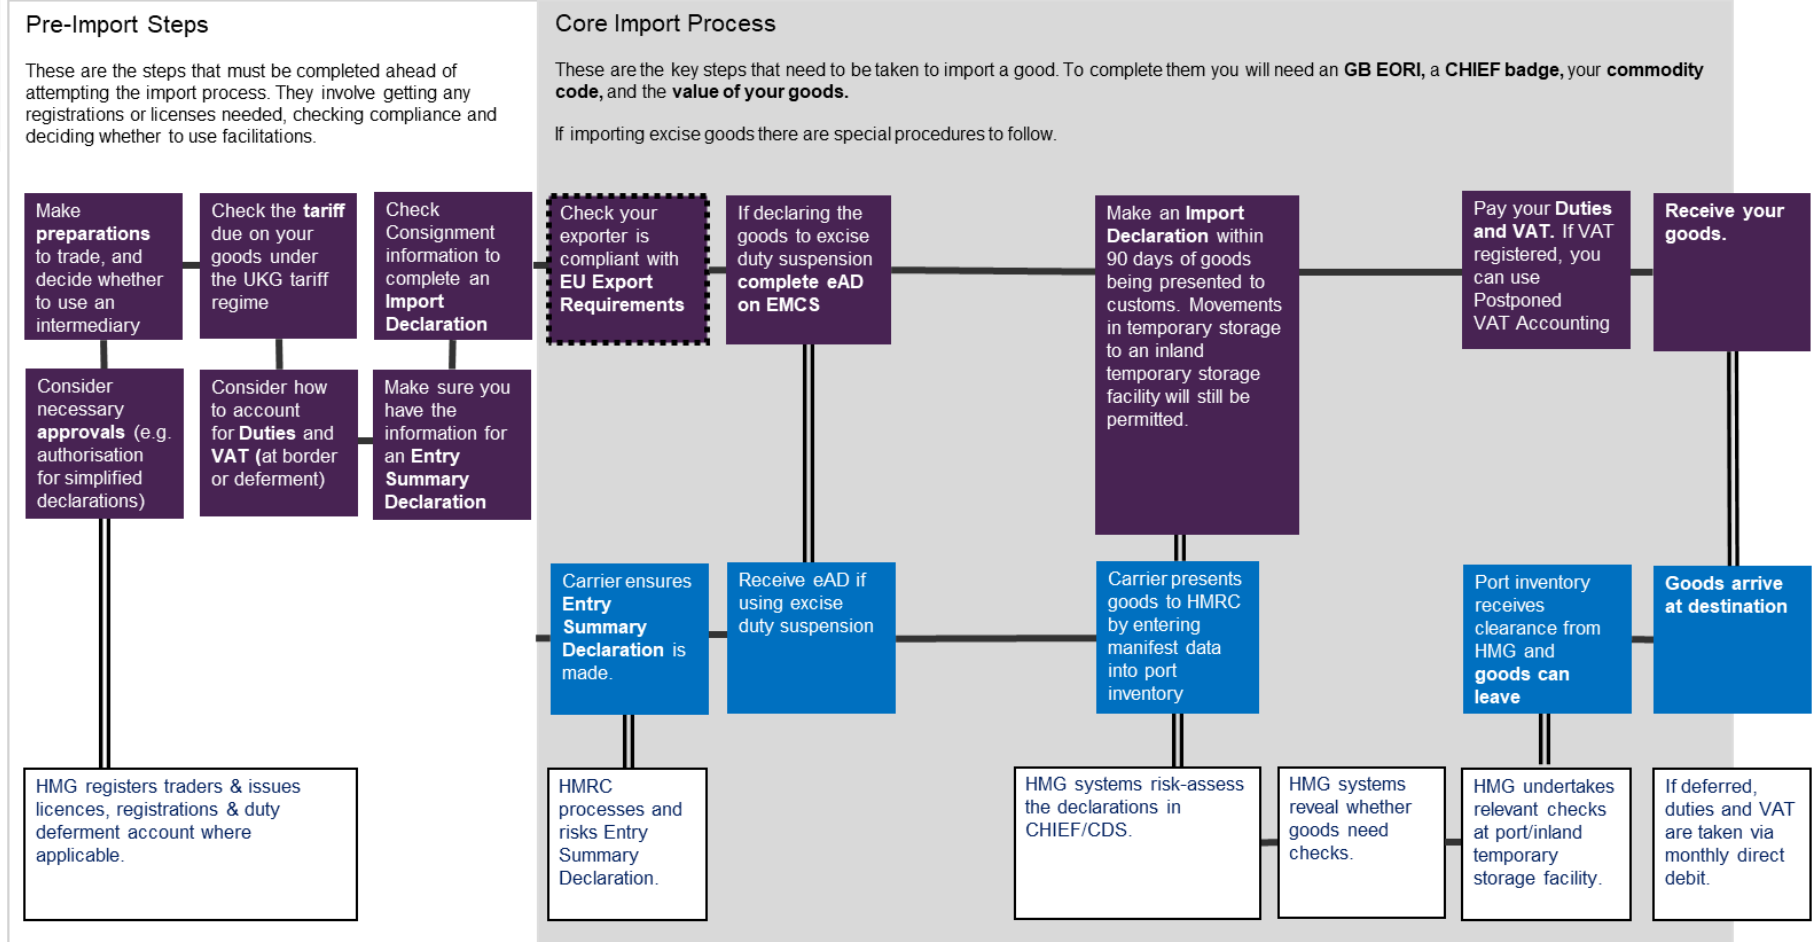 Pre-Import Steps
These are the steps that must be completed ahead of
attempting the import process. They involve getting any
registrations or licenses needed, checking compliance and
deciding whether to use facilitations.
Core Import Process
These are the key steps that need to be taken to import a good. To complete them you will need an GB EORI, a CHIEF badge, your commodity
code, and the value of your goods.
If importing excise goods there are special procedures to follow.
Make
preparations
to trade, and
decide whether
to use an
intermediary
Check the tariff
due on your
goods under
the UKG tariff
regime
Check
Consignment
information to
complete an
Import
Declaration
Check your
exporter is
compliant with
EU Export
Requirements
If declaring the
goods to excise
duty suspension
complete eAD
on EMCS
Make an Import
Declaration within
90 days of goods
being presented to
customs. Movements
in temporary storage
to an inland
temporary storage
facility will still be
permitted.
Pay your Duties
and VAT. If VAT
registered, you
can use
Postponed
VAT Accounting
Receive your
goods.
Consider
necessary
approvals (e.g.
authorisation
for simplified
declarations)
Consider how
to account
for Duties and
VAT (at border
or deferment)
Make sure you
have the
information for
an Entry
Summary
Declaration
Carrier ensures
Entry
Summary
Declaration is
made.
Receive eAD if
using excise
duty suspension
Carrier presents
goods to HMRC
by entering
manifest data
into port
inventory
Port inventory
receives
clearance from
HMG and
goods can
leave
Goods arrive
at destination
HMG registers traders & issues
licences, registrations & duty
deferment account where
applicable.
HMRC
processes and
risks Entry
Summary
Declaration.
HMG systems risk-assess
the declarations in
CHIEF/CDS.
HMG systems
reveal whether
goods need
checks.
HMG undertakes
relevant checks
at port/inland
temporary
storage facility.
If deferred,
duties and VAT
are taken via
monthly direct
debit.